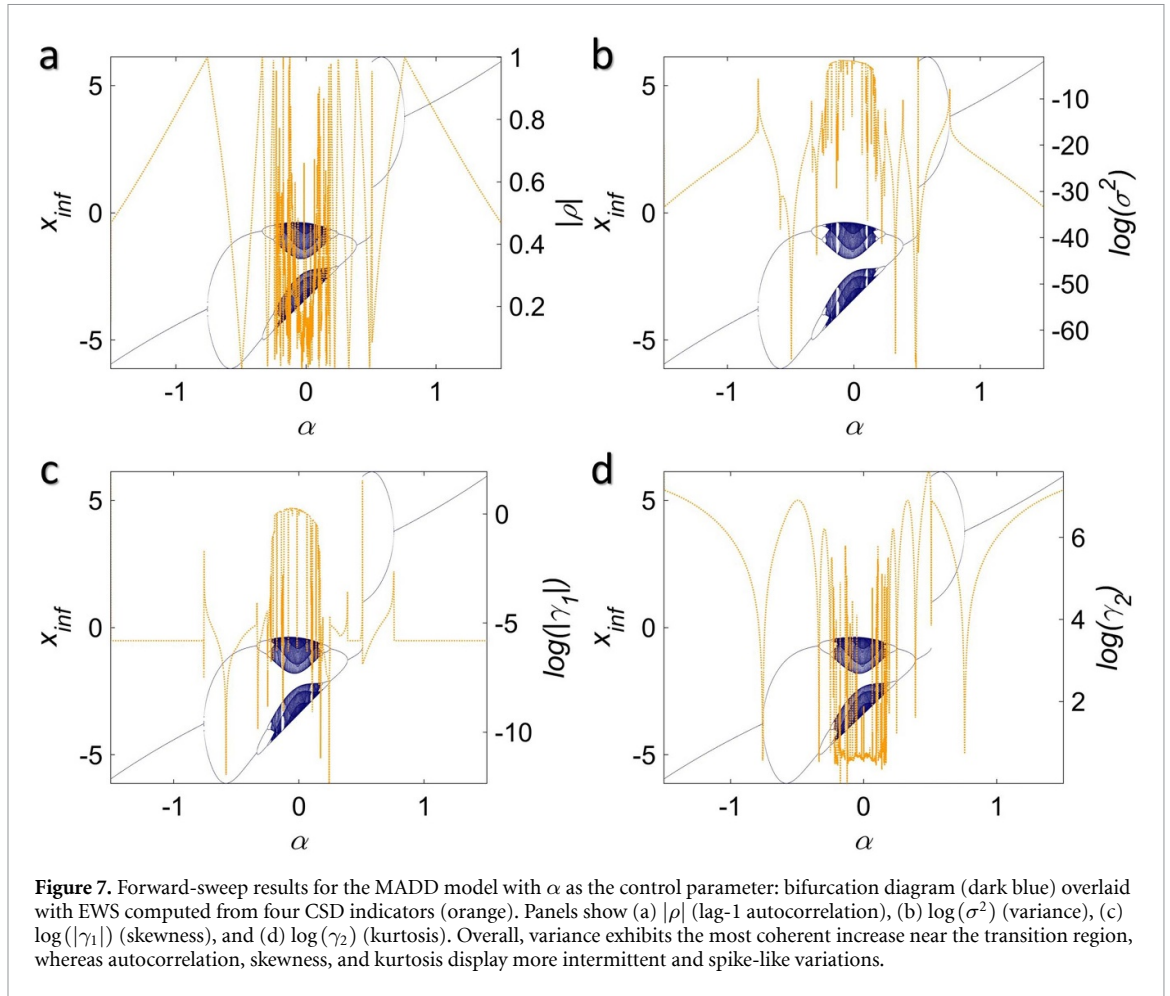 a
5
0
-5
x_inf
-1
0
1
α
1
0.8
0.6
0.4
0.2
|ρ|
b
5
0
-5
x_inf
-1
0
1
α
-10
-20
-30
-40
-50
-60
log(σ²)
c
5
0
-5
x_inf
-1
0
1
α
0
-5
-10
log(|γ₁|)
d
5
0
-5
x_inf
-1
0
1
α
6
4
2
log(γ₂)
Figure 7. Forward-sweep results for the MADD model with α as the control parameter: bifurcation diagram (dark blue) overlaid
with EWS computed from four CSD indicators (orange). Panels show (a) |ρ| (lag-1 autocorrelation), (b) log(σ²) (variance), (c)
log(|γ₁|) (skewness), and (d) log(γ₂) (kurtosis). Overall, variance exhibits the most coherent increase near the transition region,
whereas autocorrelation, skewness, and kurtosis display more intermittent and spike-like variations.